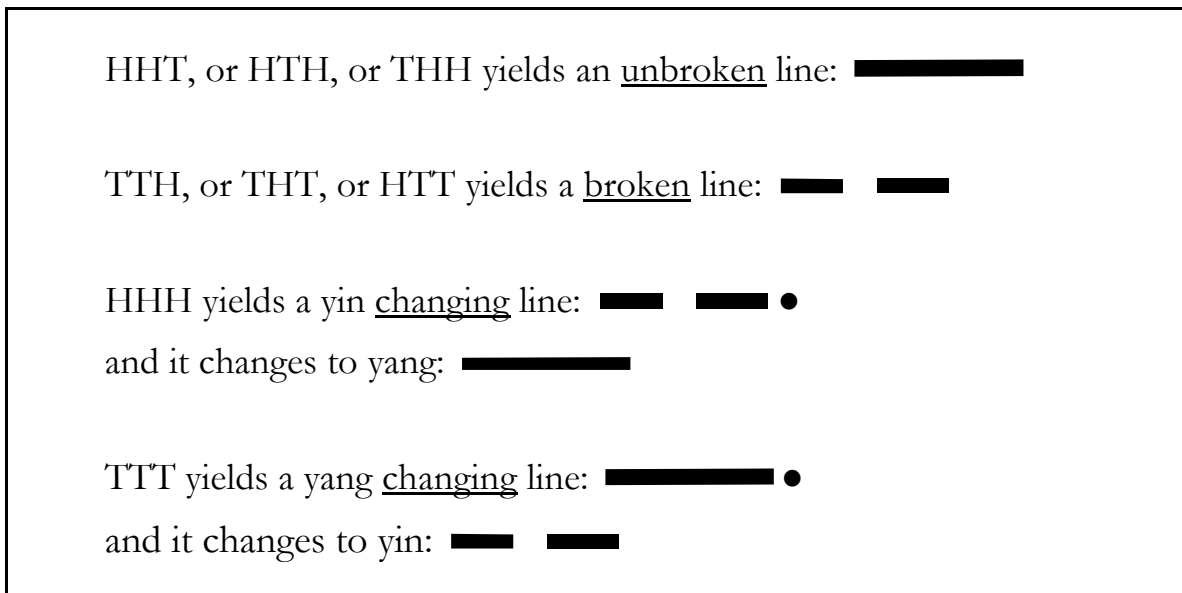 HHT, or HTH, or THH yields an unbroken line:
TTH, or THT, or HTT yields a broken line:
HHH yields a yin changing line:
and it changes to yang:
TTT yields a yang changing line:
and it changes to yin: